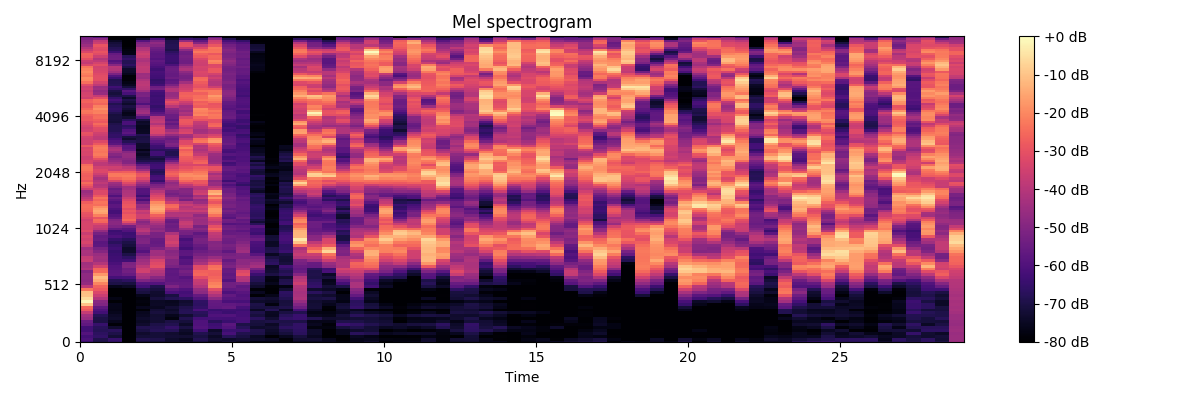 Mel spectrogram
Hz
8192
4096
2048
1024
512
0
0 5 10 15 20 25
Time
+0 dB
-10 dB
-20 dB
-30 dB
-40 dB
-50 dB
-60 dB
-70 dB
-80 dB